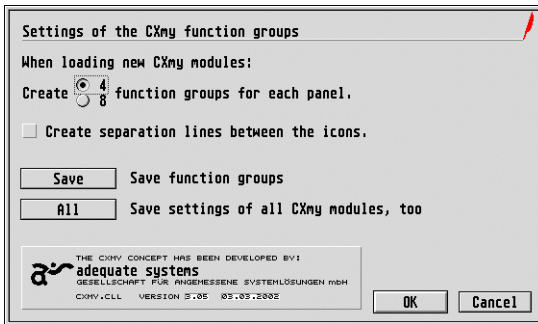 Settings of the CXmy function groups
When loading new CXmy modules:
Create 4 function groups for each panel.
8
Create separation lines between the icons.
Save Save function groups
All Save settings of all CXmy modules, too
THE CXMY CONCEPT HAS BEEN DEVELOPED BY:
adequate systems
GESELLSCHAFT FÜR ANGEMESSENE SYSTEMLÖSUNGEN mbH
CXMY.CLL VERSION 3.05 03.03.2002
OK Cancel